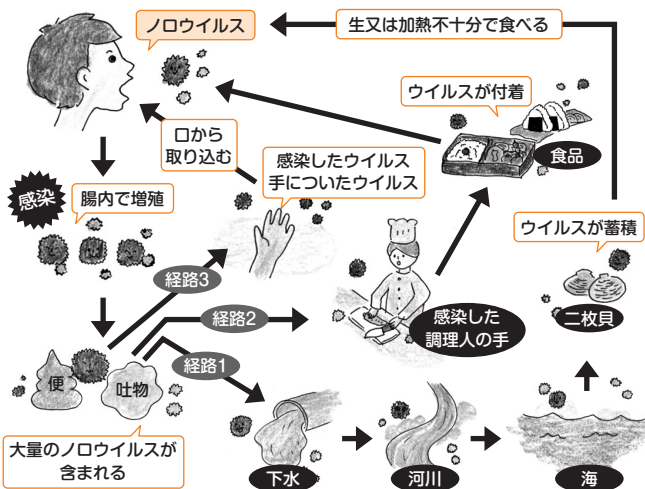 ノロウイルス
生又は加熱不十分で食べる
ウイルスが付着
食品
口から
取り込む
感染したウイルス
手についたウイルス
感染
腸内で増殖
ウイルスが蓄積
二枚貝
経路3
経路2
感染した
調理人の手
経路1
便
吐物
大量のノロウイルスが
含まれる
下水
河川
海